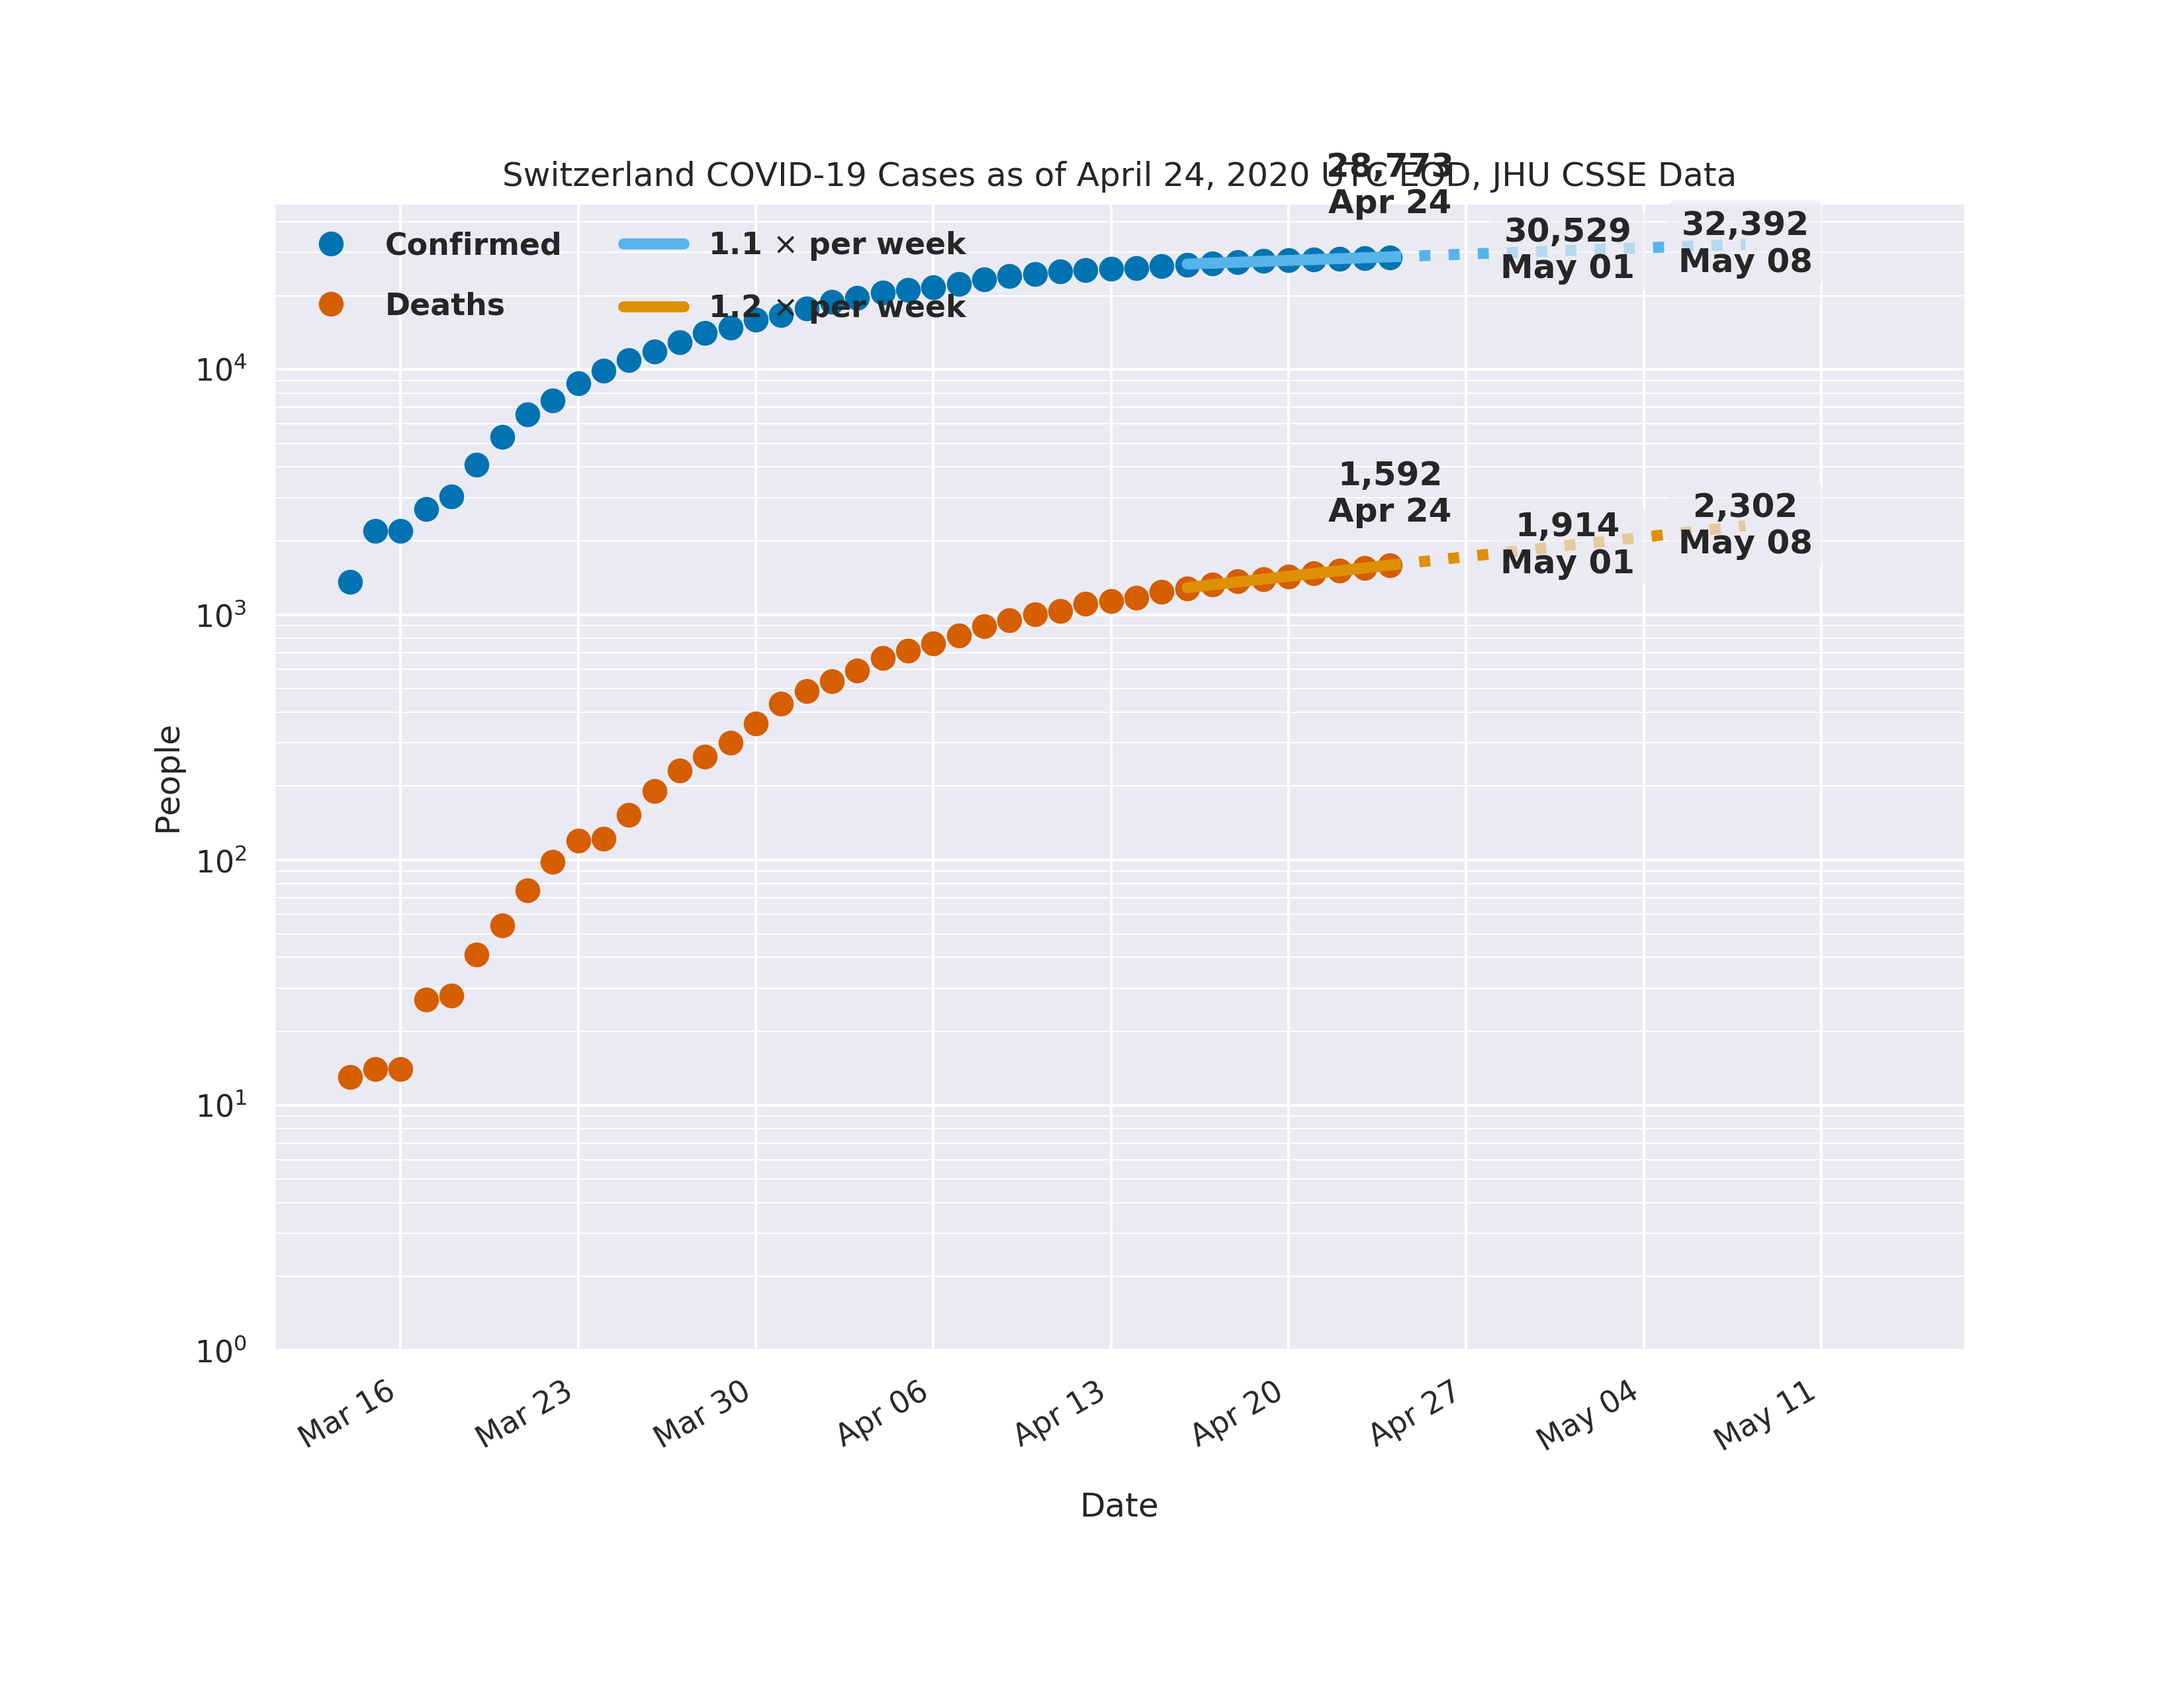 Switzerland COVID-19 Cases as of April 24, 2020 UTC EOD, JHU CSSE Data
28,773
Apr 24
30,529
May 01
32,392
May 08
Confirmed
Deaths
1.1 × per week
1.2 × per week
1,592
Apr 24
1,914
May 01
2,302
May 08
People
10⁴
10³
10²
10¹
10⁰
Mar 16
Mar 23
Mar 30
Apr 06
Apr 13
Apr 20
Apr 27
May 04
May 11
Date